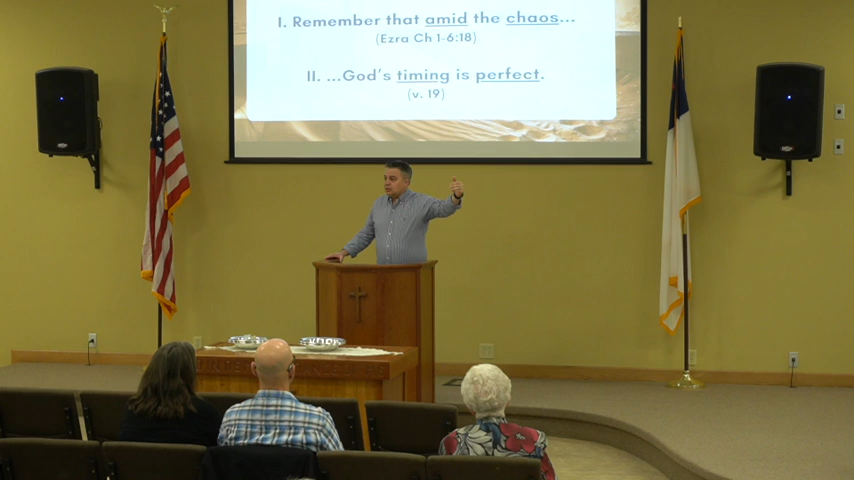 I. Remember that amid the chaos...
(Ezra Ch 1-6:18)
II. ...God's timing is perfect.
(v. 19)